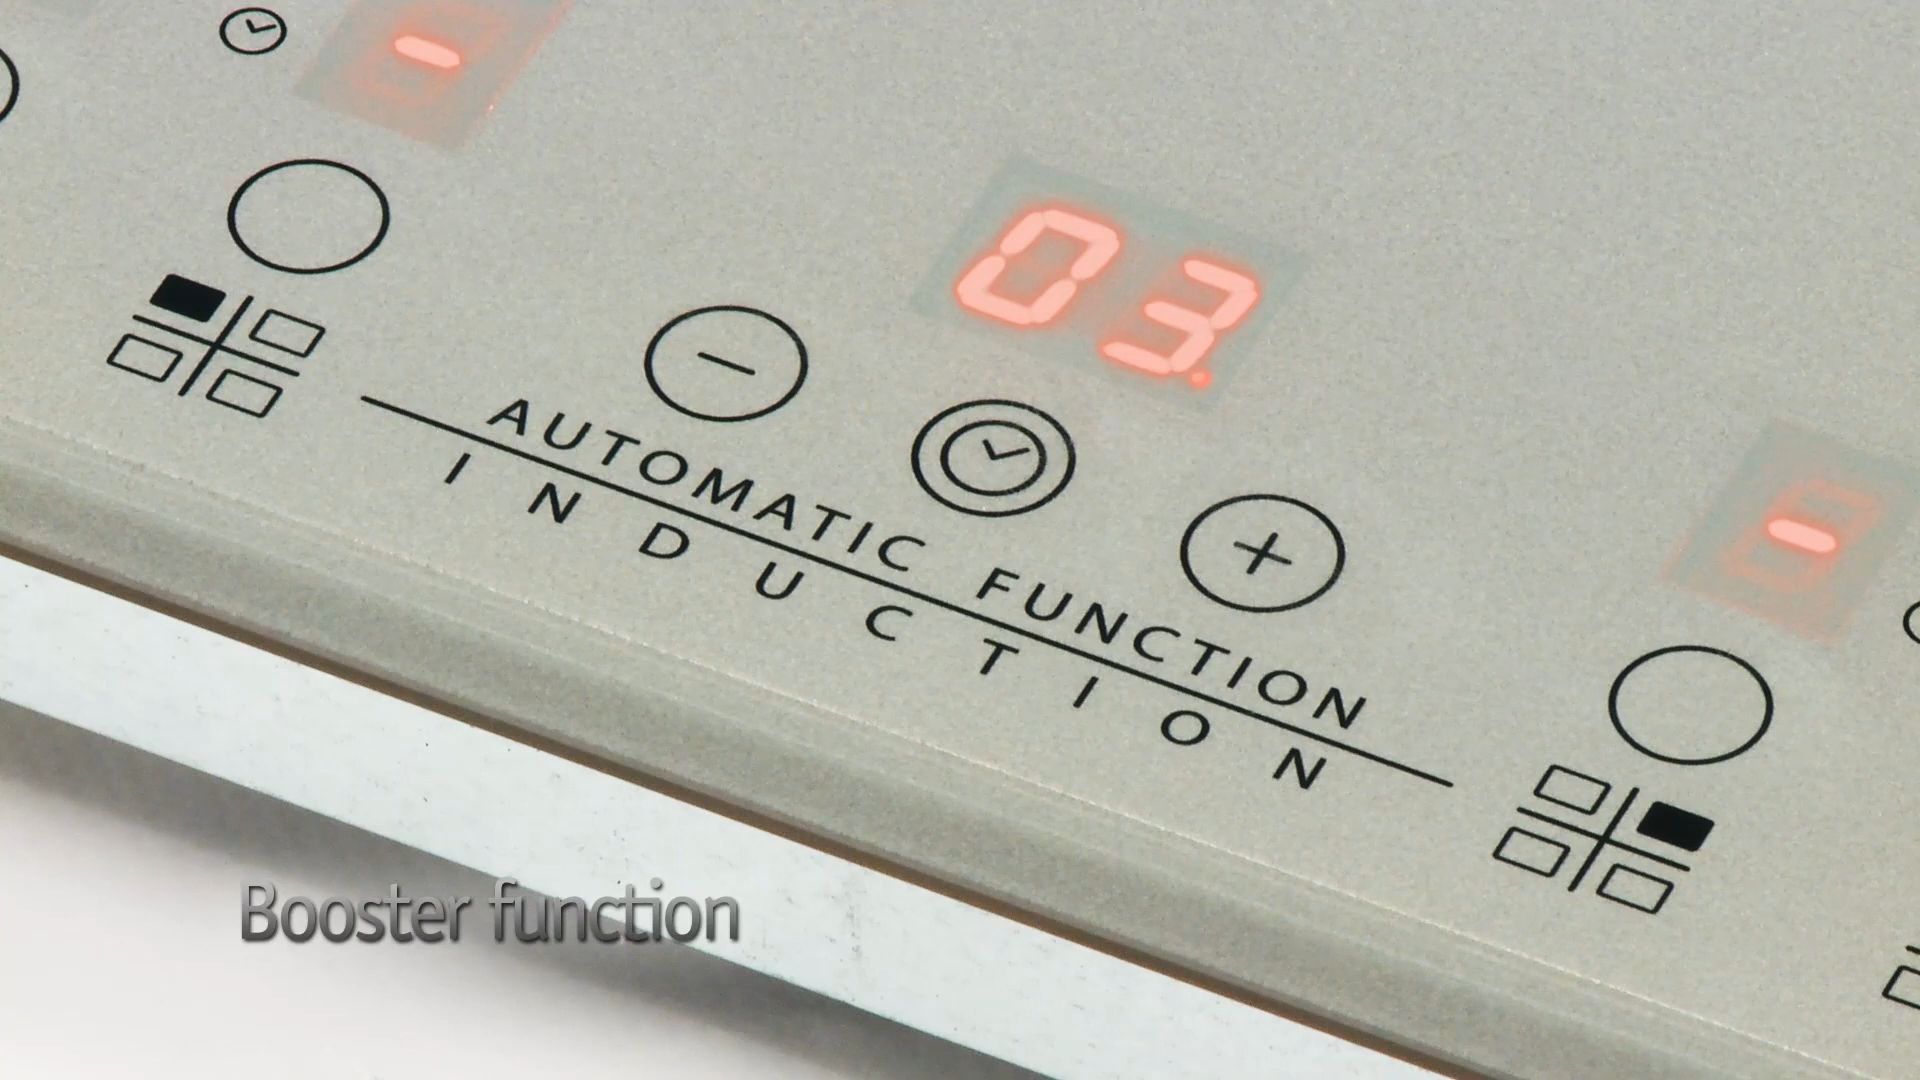 -
03.
-
AUTOMATIC FUNCTION
INDUCTION
Booster function